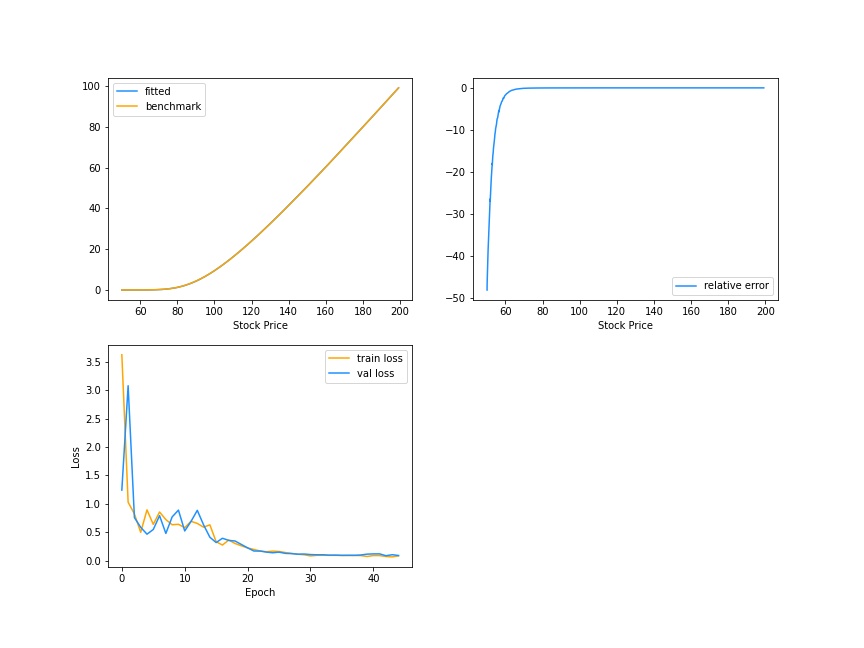 fitted
benchmark
100
80
60
40
20
0
60 80 100 120 140 160 180 200
Stock Price
0
−10
−20
−30
−40
−50
relative error
60 80 100 120 140 160 180 200
Stock Price
train loss
val loss
3.5
3.0
2.5
2.0
1.5
1.0
0.5
0.0
Loss
0 10 20 30 40
Epoch